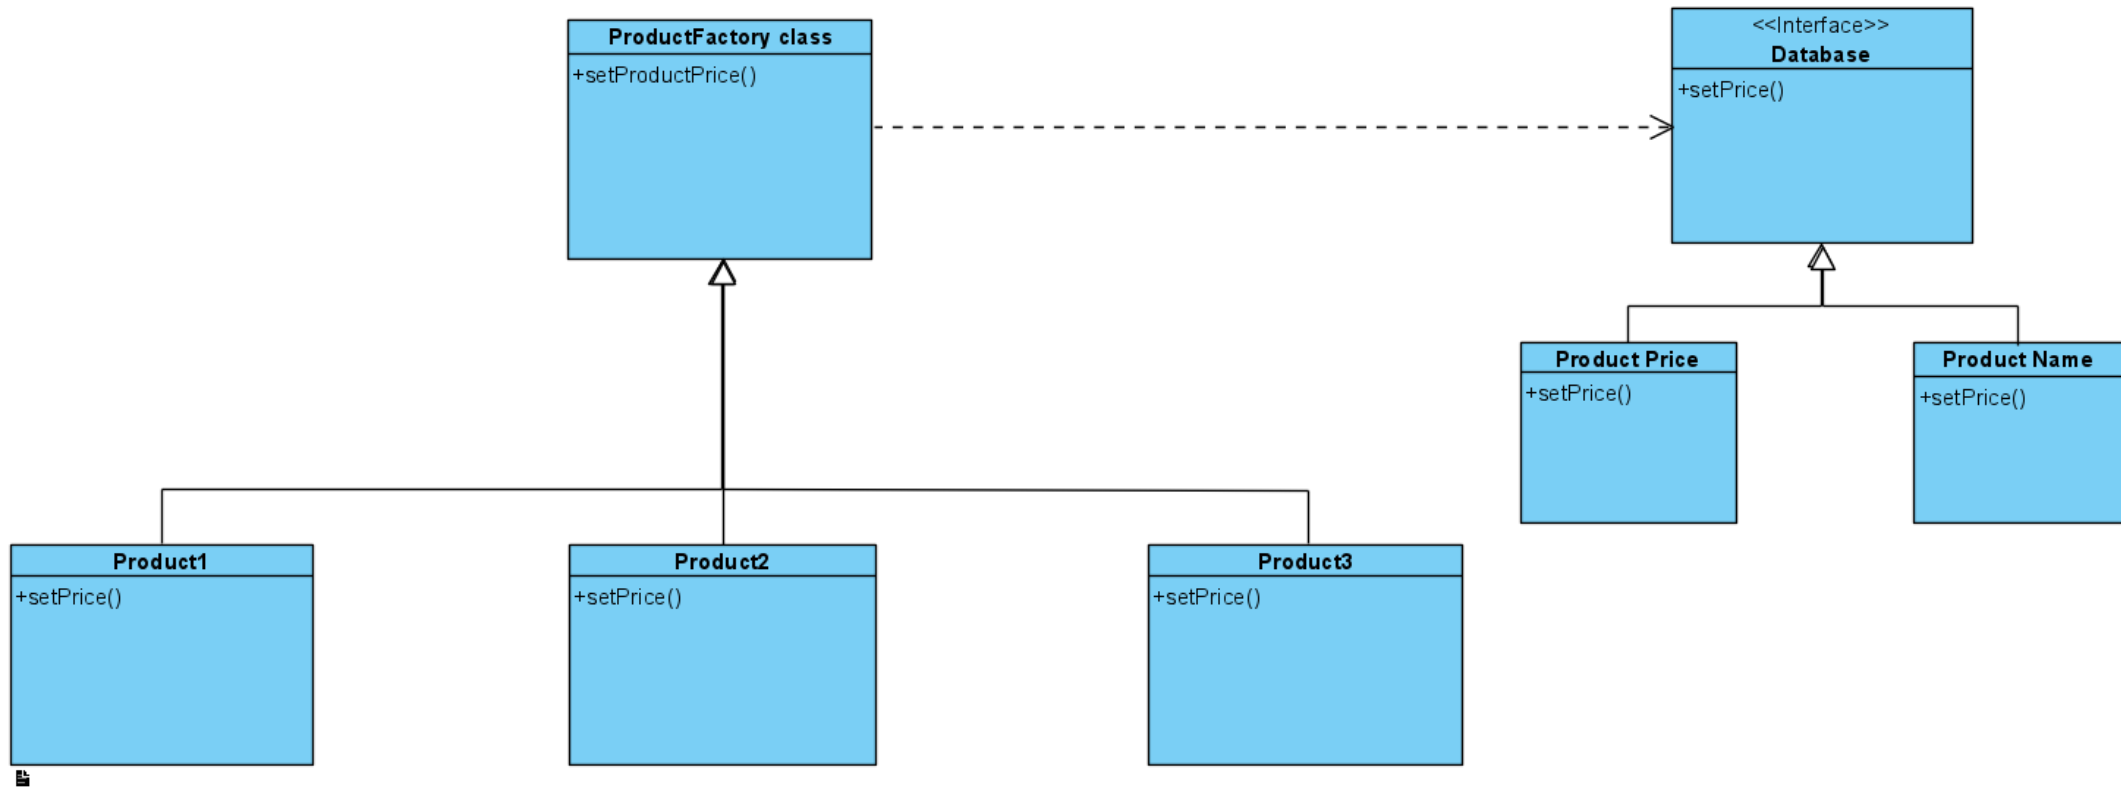 ProductFactory class
+setProductPrice()
<<Interface>>
Database
+setPrice()
Product Price
+setPrice()
Product Name
+setPrice()
Product1
+setPrice()
Product2
+setPrice()
Product3
+setPrice()